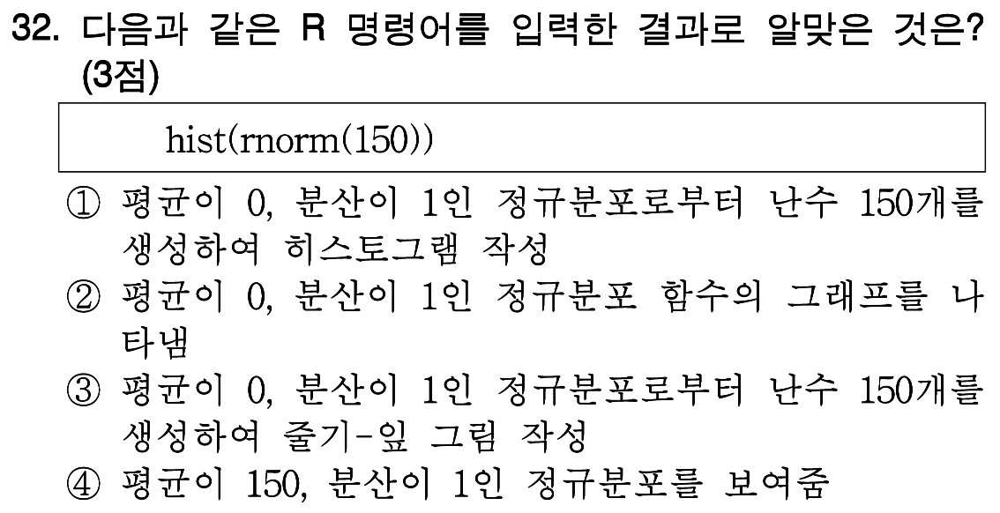 32. 다음과 같은 R 명령어를 입력한 결과로 알맞은 것은?
(3점)
hist(rnorm(150))
① 평균이 0, 분산이 1인 정규분포로부터 난수 150개를
생성하여 히스토그램 작성
② 평균이 0, 분산이 1인 정규분포 함수의 그래프를 나
타냄
③ 평균이 0, 분산이 1인 정규분포로부터 난수 150개를
생성하여 줄기-잎 그림 작성
④ 평균이 150, 분산이 1인 정규분포를 보여줌